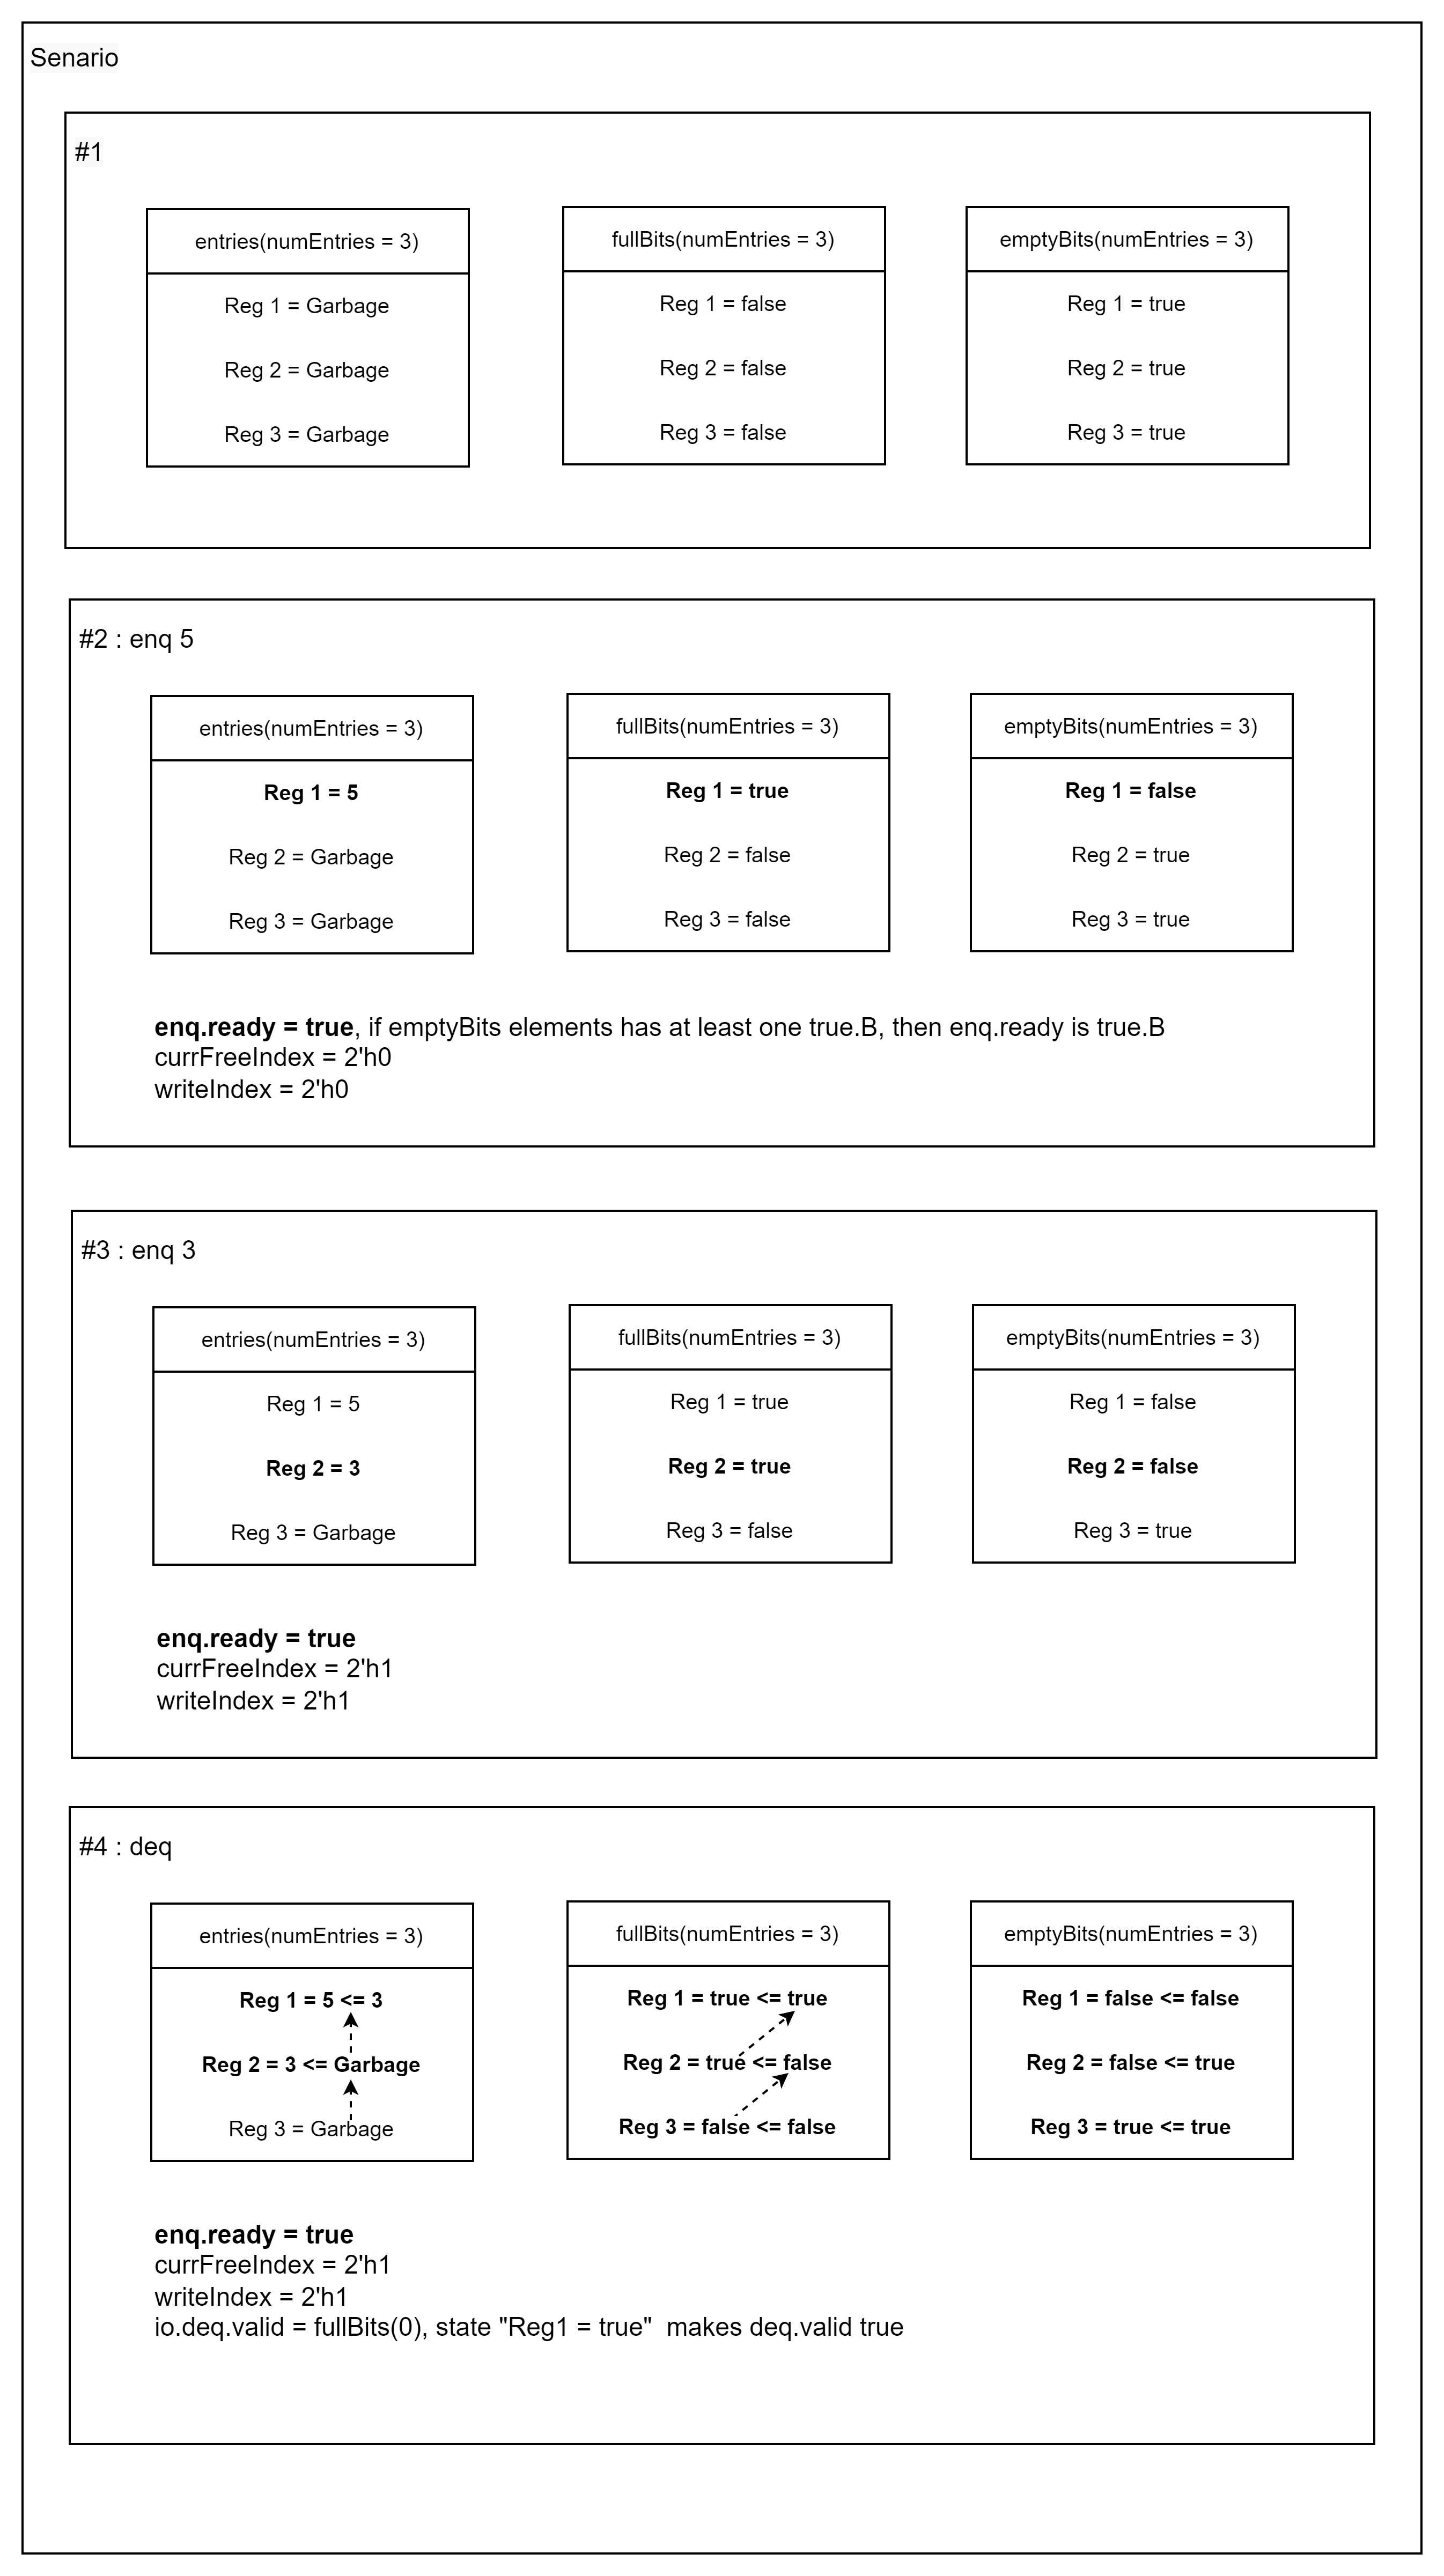 Senario
#1
entries(numEntries = 3)
Reg 1 = Garbage
Reg 2 = Garbage
Reg 3 = Garbage
fullBits(numEntries = 3)
Reg 1 = false
Reg 2 = false
Reg 3 = false
emptyBits(numEntries = 3)
Reg 1 = true
Reg 2 = true
Reg 3 = true
#2 : enq 5
entries(numEntries = 3)
Reg 1 = 5
Reg 2 = Garbage
Reg 3 = Garbage
fullBits(numEntries = 3)
Reg 1 = true
Reg 2 = false
Reg 3 = false
emptyBits(numEntries = 3)
Reg 1 = false
Reg 2 = true
Reg 3 = true
enq.ready = true, if emptyBits elements has at least one true.B, then enq.ready is true.B
currFreeIndex = 2'h0
writeIndex = 2'h0
#3 : enq 3
entries(numEntries = 3)
Reg 1 = 5
Reg 2 = 3
Reg 3 = Garbage
fullBits(numEntries = 3)
Reg 1 = true
Reg 2 = true
Reg 3 = false
emptyBits(numEntries = 3)
Reg 1 = false
Reg 2 = false
Reg 3 = true
enq.ready = true
currFreeIndex = 2'h1
writeIndex = 2'h1
#4 : deq
entries(numEntries = 3)
Reg 1 = 5 <= 3
Reg 2 = 3 <= Garbage
Reg 3 = Garbage
fullBits(numEntries = 3)
Reg 1 = true <= true
Reg 2 = true <= false
Reg 3 = false <= false
emptyBits(numEntries = 3)
Reg 1 = false <= false
Reg 2 = false <= true
Reg 3 = true <= true
enq.ready = true
currFreeIndex = 2'h1
writeIndex = 2'h1
io.deq.valid = fullBits(0), state "Reg1 = true" makes deq.valid true